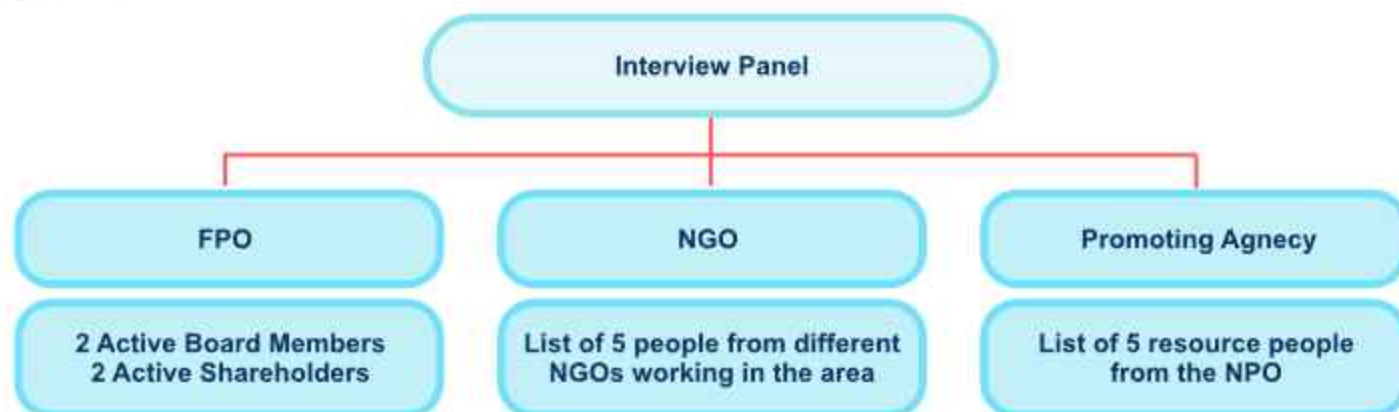 Interview Panel
FPO
NGO
Promoting Agnecy
2 Active Board Members
2 Active Shareholders
List of 5 people from different
NGOs working in the area
List of 5 resource people
from the NPO